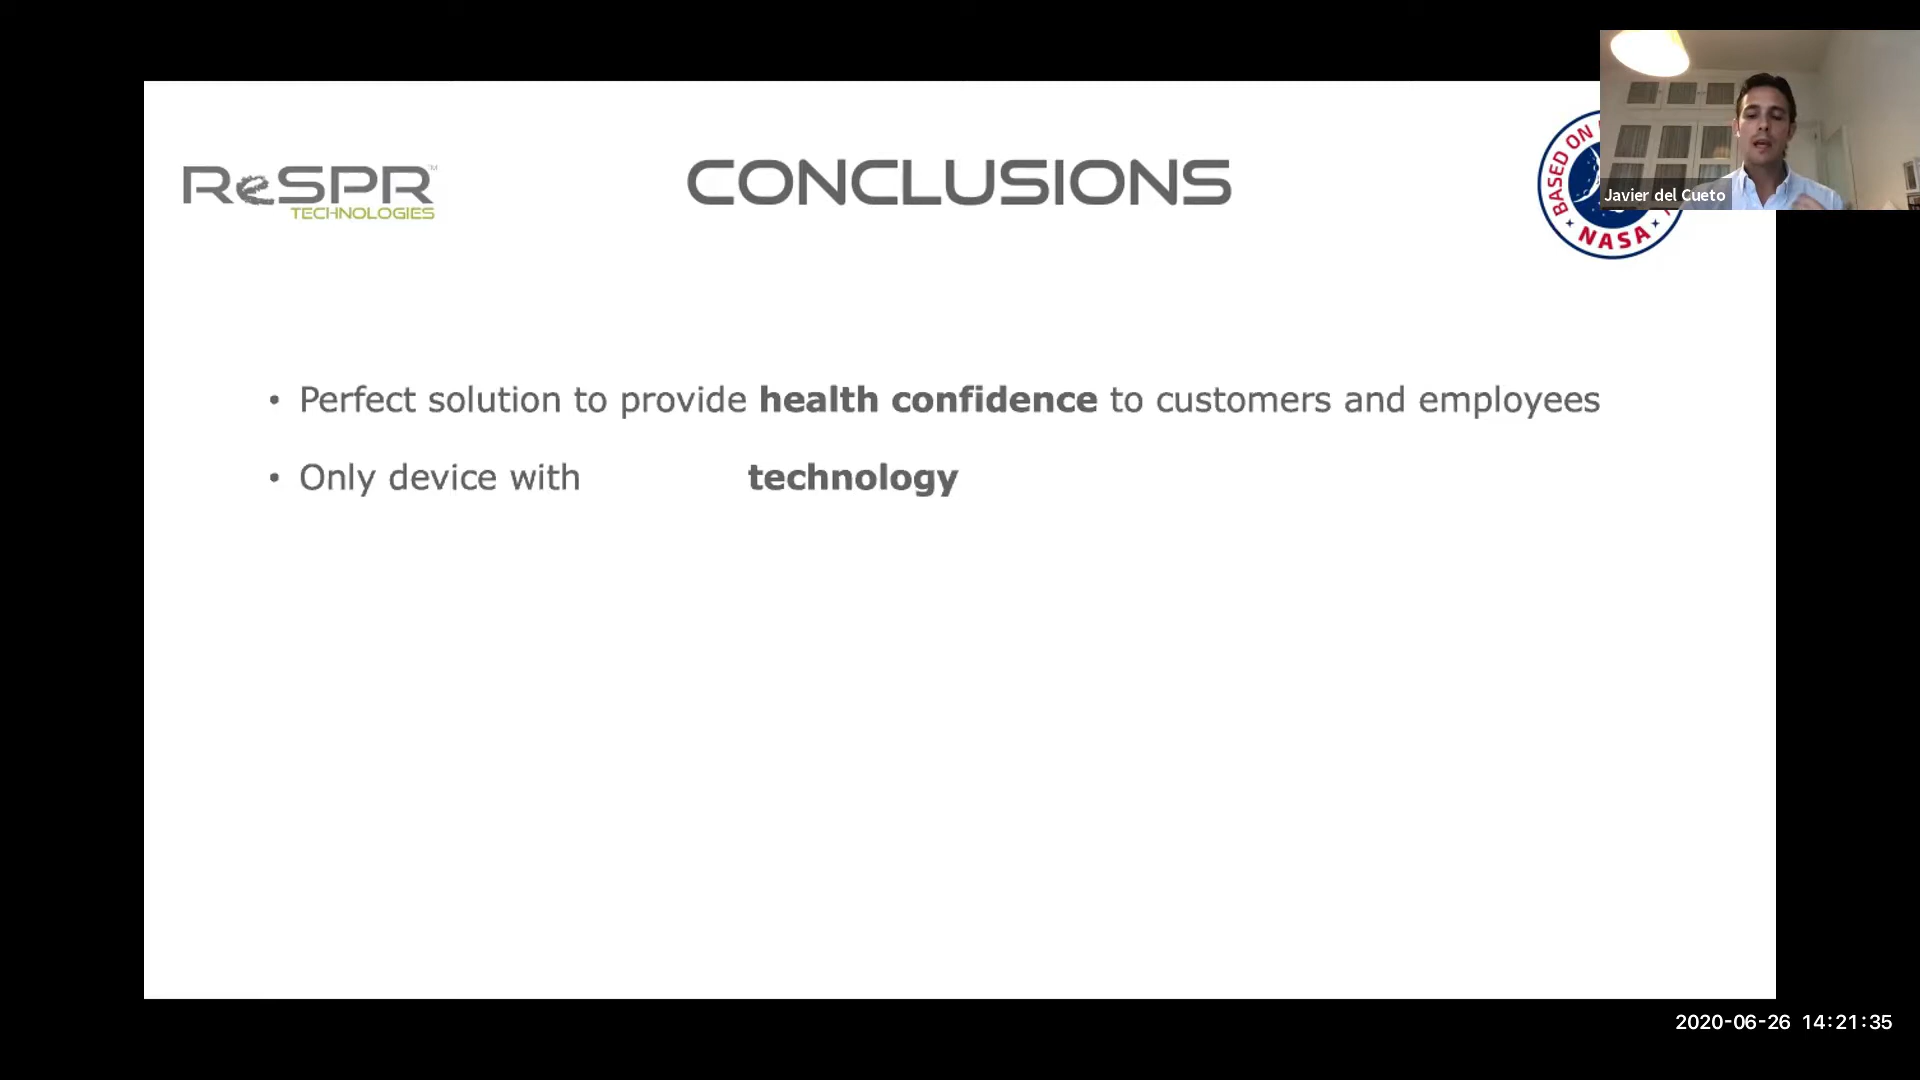 ReSPR™
TECHNOLOGIES
CONCLUSIONS
BASED ON
NASA
Javier del Cueto
• Perfect solution to provide health confidence to customers and employees
• Only device with technology
2020-06-26 14:21:35